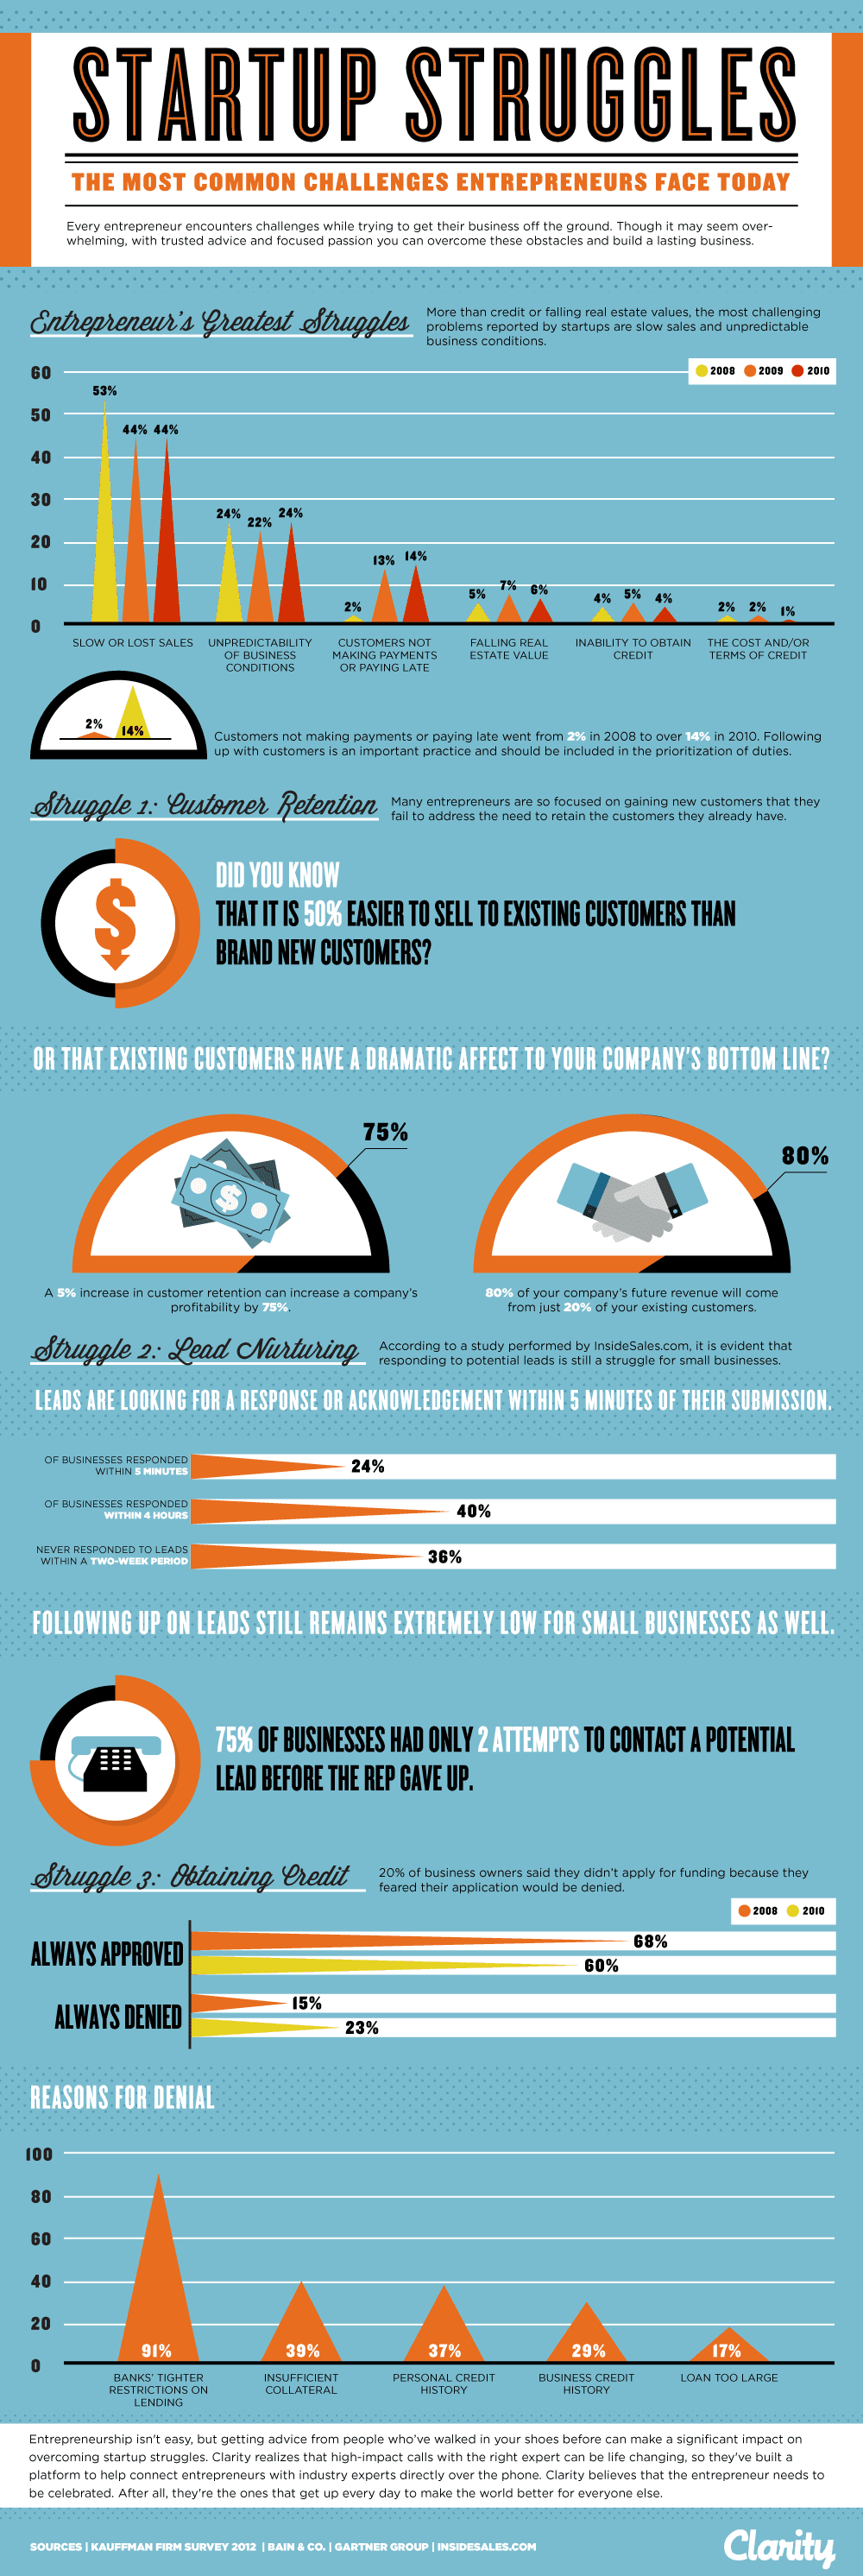 STARTUP STRUGGLES
THE MOST COMMON CHALLENGES ENTREPRENEURS FACE TODAY
Every entrepreneur encounters challenges while trying to get their business off the ground. Though it may seem over-
whelming, with trusted advice and focused passion you can overcome these obstacles and build a lasting business.
Entrepreneur's Greatest Struggles
More than credit or falling real estate values, the most challenging
problems reported by startups are slow sales and unpredictable
business conditions.
2008 2009 2010
60
50
40
30
20
10
0
53%
44% 44%
24% 22% 24%
2% 13% 14%
5% 7% 6%
4% 5% 4%
2% 2% 1%
SLOW OR LOST SALES
UNPREDICTABILITY
OF BUSINESS
CONDITIONS
CUSTOMERS NOT
MAKING PAYMENTS
OR PAYING LATE
FALLING REAL
ESTATE VALUE
INABILITY TO OBTAIN
CREDIT
THE COST AND/OR
TERMS OF CREDIT
2% 14%
Customers not making payments or paying late went from 2% in 2008 to over 14% in 2010. Following
up with customers is an important practice and should be included in the prioritization of duties.
Struggle 1: Customer Retention
Many entrepreneurs are so focused on gaining new customers that they
fail to address the need to retain the customers they already have.
$
DID YOU KNOW
THAT IT IS 50% EASIER TO SELL TO EXISTING CUSTOMERS THAN
BRAND NEW CUSTOMERS?
OR THAT EXISTING CUSTOMERS HAVE A DRAMATIC AFFECT TO YOUR COMPANY'S BOTTOM LINE?
75%
$
A 5% increase in customer retention can increase a company's
profitability by 75%.
80%
80% of your company's future revenue will come
from just 20% of your existing customers.
Struggle 2: Lead Nurturing
According to a study performed by InsideSales.com, it is evident that
responding to potential leads is still a struggle for small businesses.
LEADS ARE LOOKING FOR A RESPONSE OR ACKNOWLEDGEMENT WITHIN 5 MINUTES OF THEIR SUBMISSION.
OF BUSINESSES RESPONDED
WITHIN 5 MINUTES
24%
OF BUSINESSES RESPONDED
WITHIN 4 HOURS
40%
NEVER RESPONDED TO LEADS
WITHIN A TWO-WEEK PERIOD
36%
FOLLOWING UP ON LEADS STILL REMAINS EXTREMELY LOW FOR SMALL BUSINESSES AS WELL.
75% OF BUSINESSES HAD ONLY 2 ATTEMPTS TO CONTACT A POTENTIAL
LEAD BEFORE THE REP GAVE UP.
Struggle 3: Obtaining Credit
20% of business owners said they didn't apply for funding because they
feared their application would be denied.
2008 2010
ALWAYS APPROVED
68%
60%
ALWAYS DENIED
15%
23%
REASONS FOR DENIAL
100
80
60
40
20
0
91%
39%
37%
29%
17%
BANKS' TIGHTER
RESTRICTIONS ON
LENDING
INSUFFICIENT
COLLATERAL
PERSONAL CREDIT
HISTORY
BUSINESS CREDIT
HISTORY
LOAN TOO LARGE
Entrepreneurship isn't easy, but getting advice from people who've walked in your shoes before can make a significant impact on
overcoming startup struggles. Clarity realizes that high-impact calls with the right expert can be life changing, so they've built a
platform to help connect entrepreneurs with industry experts directly over the phone. Clarity believes that the entrepreneur needs to
be celebrated. After all, they're the ones that get up every day to make the world better for everyone else.
SOURCES | KAUFFMAN FIRM SURVEY 2012 | BAIN & CO. | GARTNER GROUP | INSIDESALES.COM
Clarity